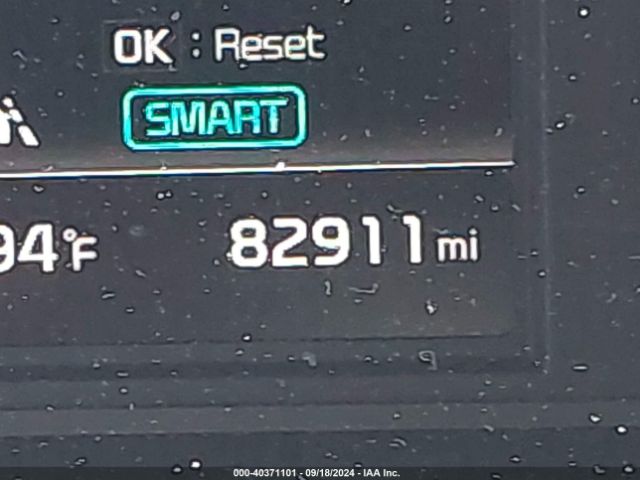 OK : Reset
SMART
94°F 82911 mi
000-40371101 - 09/18/2024 - IAA Inc.